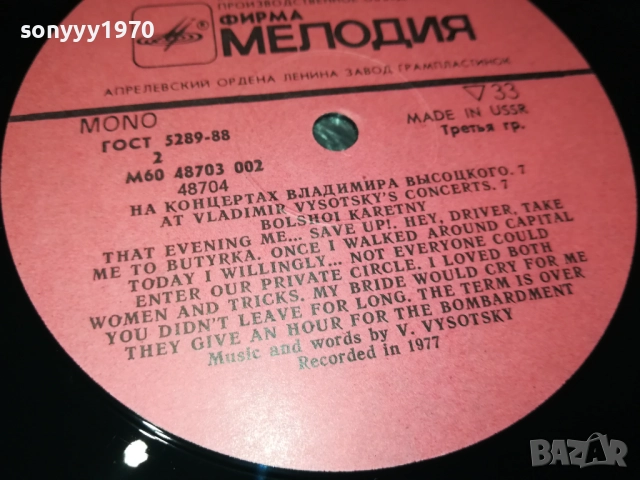 sonyyy1970
ПРОИЗВОДСТВЕННОЕ
ФИРМА
МЕЛОДИЯ
АПРЕЛЕВСКИЙ ОРДЕНА ЛЕНИНА ЗАВОД ГРАМПЛАСТИНОК
MONO
ГОСТ 5289-88
2
М60 48703 002
48704
▽ 33
MADE IN USSR
Третья гр.
НА КОНЦЕРТАХ ВЛАДИМИРА ВЫСОЦКОГО. 7
AT VLADIMIR VYSOTSKY'S CONCERTS. 7
BOLSHOI KARETNY
THAT EVENING ME... SAVE UP!. HEY, DRIVER, TAKE
ME TO BUTYRKA. ONCE I WALKED AROUND CAPITAL
TODAY I WILLINGLY... NOT EVERYONE COULD
ENTER OUR PRIVATE CIRCLE. I LOVED BOTH
WOMEN AND TRICKS. MY BRIDE WOULD CRY FOR ME
YOU DIDN'T LEAVE FOR LONG. THE TERM IS OVER
THEY GIVE AN HOUR FOR THE BOMBARDMENT
Music and words by V. VYSOTSKY
Recorded in 1977
BAZAR